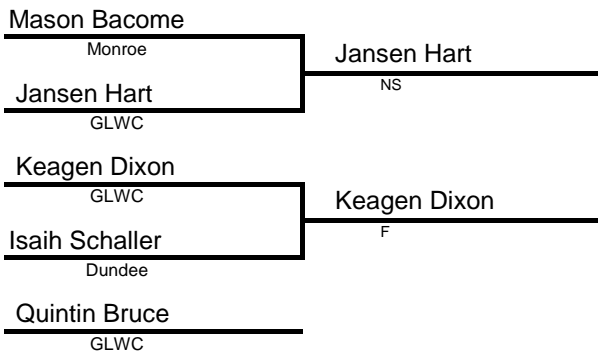 Mason Bacome
Monroe
Jansen Hart
NS
Jansen Hart
GLWC
Keagen Dixon
GLWC
Keagen Dixon
F
Isaih Schaller
Dundee
Quintin Bruce
GLWC